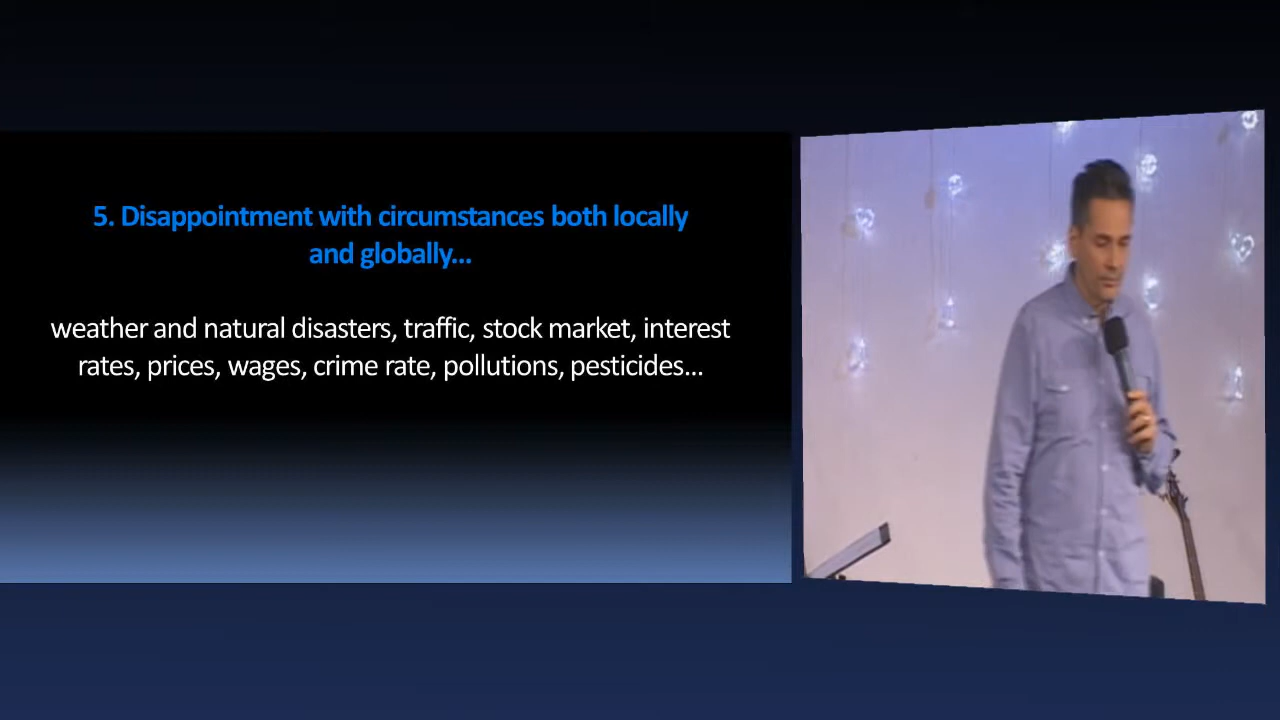 5. Disappointment with circumstances both locally
and globally...
weather and natural disasters, traffic, stock market, interest
rates, prices, wages, crime rate, pollutions, pesticides...